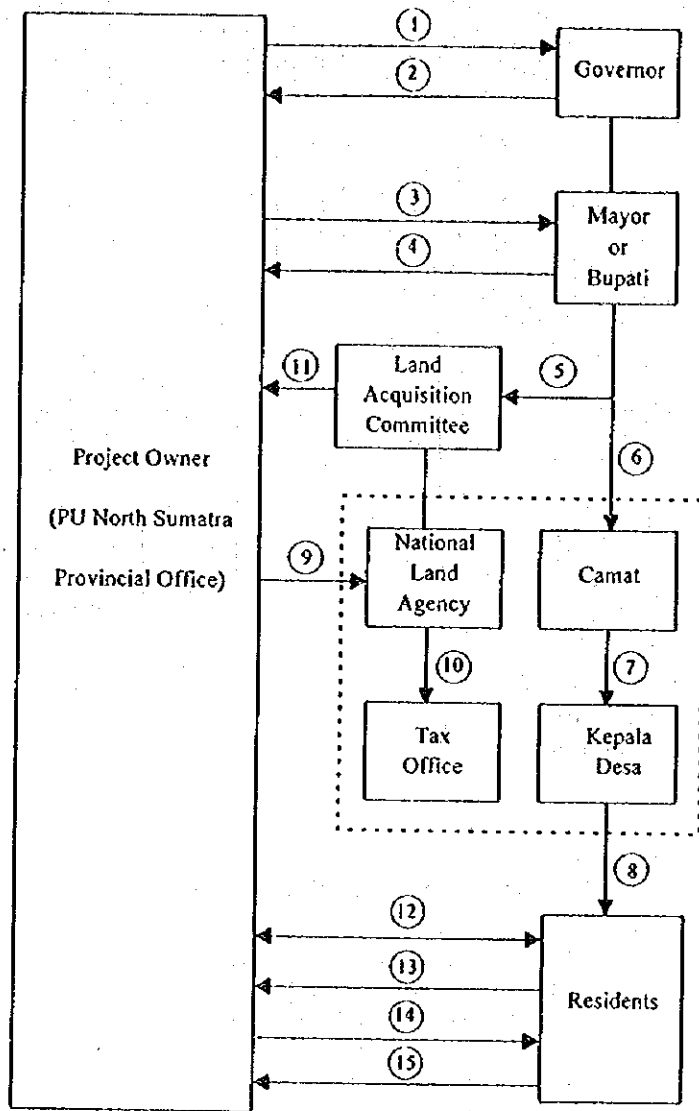 1
Governor
2
3
Mayor
or
Bupati
4
Land
Acquisition
Committee
11
5
6
Project Owner
(PU North Sumatra
Provincial Office)
National
Land
Agency
9
Camat
10
7
Tax
Office
Kepala
Desa
8
12
13
Residents
14
15